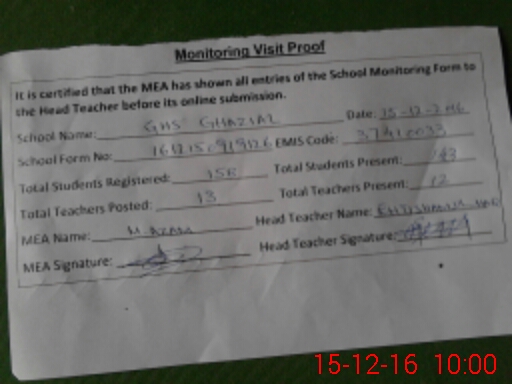 Monitoring Visit Proof
It is certified that the MEA has shown all entries of the School Monitoring Form to
the Head Teacher before its online submission.
School Name: GHS GHAZIAL Date: 15-12-2016
School Form No: EMIS Code:
Total Students Registered: Total Students Present:
Total Teachers Posted: 13 Total Teachers Present: 12
MEA Name: M. AZAM Head Teacher Name:
MEA Signature: Head Teacher Signature:
15-12-16 10:00